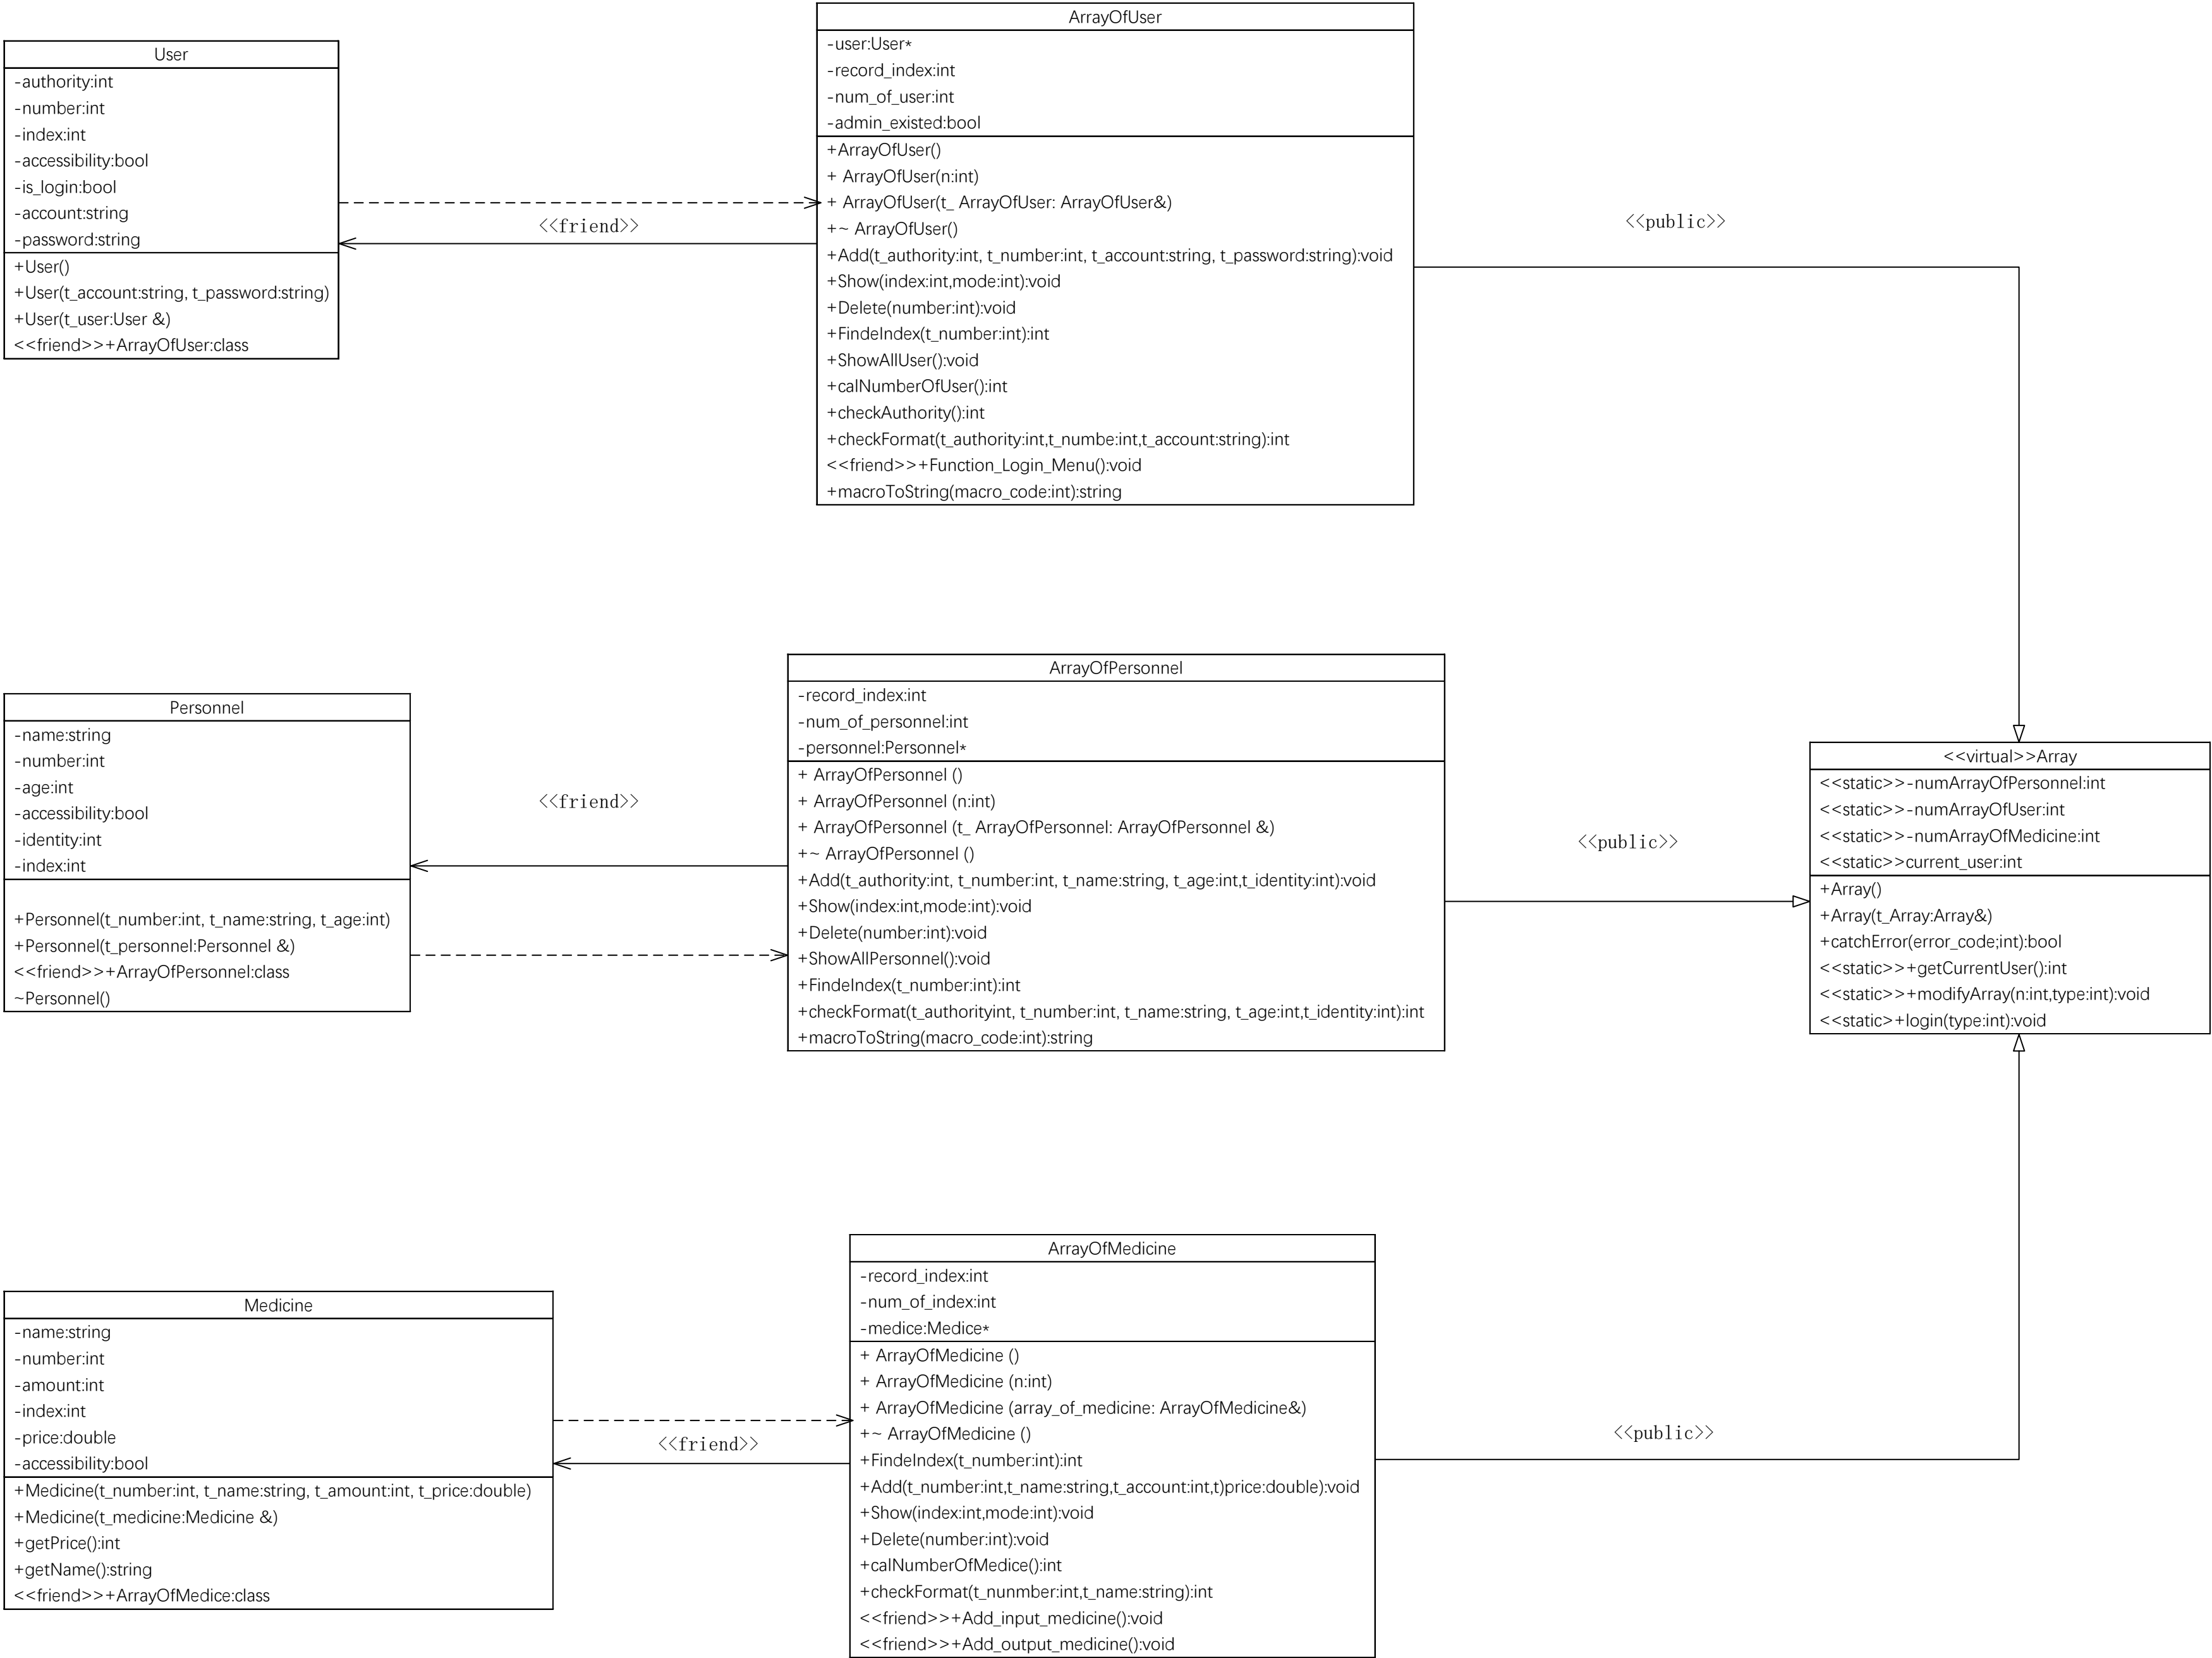 User
-authority:int
-number:int
-index:int
-accessibility:bool
-is_login:bool
-account:string
-password:string
+User()
+User(t_account:string, t_password:string)
+User(t_user:User &)
<<friend>>+ArrayOfUser:class
<<friend>>
ArrayOfUser
-user:User*
-record_index:int
-num_of_user:int
-admin_existed:bool
+ArrayOfUser()
+ ArrayOfUser(n:int)
+ ArrayOfUser(t_ ArrayOfUser: ArrayOfUser&)
+~ ArrayOfUser()
+Add(t_authority:int, t_number:int, t_account:string, t_password:string):void
+Show(index:int,mode:int):void
+Delete(number:int):void
+FindeIndex(t_number:int):int
+ShowAllUser():void
+calNumberOfUser():int
+checkAuthority():int
+checkFormat(t_authority:int,t_numbe:int,t_account:string):int
<<friend>>+Function_Login_Menu():void
+macroToString(macro_code:int):string
<<public>>
Personnel
-name:string
-number:int
-age:int
-accessibility:bool
-identity:int
-index:int
+Personnel(t_number:int, t_name:string, t_age:int)
+Personnel(t_personnel:Personnel &)
<<friend>>+ArrayOfPersonnel:class
~Personnel()
<<friend>>
ArrayOfPersonnel
-record_index:int
-num_of_personnel:int
-personnel:Personnel*
+ ArrayOfPersonnel ()
+ ArrayOfPersonnel (n:int)
+ ArrayOfPersonnel (t_ ArrayOfPersonnel: ArrayOfPersonnel &)
+~ ArrayOfPersonnel ()
+Add(t_authority:int, t_number:int, t_name:string, t_age:int,t_identity:int):void
+Show(index:int,mode:int):void
+Delete(number:int):void
+ShowAllPersonnel():void
+FindeIndex(t_number:int):int
+checkFormat(t_authorityint, t_number:int, t_name:string, t_age:int,t_identity:int):int
+macroToString(macro_code:int):string
<<public>>
<<virtual>>Array
<<static>>-numArrayOfPersonnel:int
<<static>>-numArrayOfUser:int
<<static>>-numArrayOfMedicine:int
<<static>>current_user:int
+Array()
+Array(t_Array:Array&)
+catchError(error_code;int):bool
<<static>>+getCurrentUser():int
<<static>>+modifyArray(n:int,type:int):void
<<static>+login(type:int):void
Medicine
-name:string
-number:int
-amount:int
-index:int
-price:double
-accessibility:bool
+Medicine(t_number:int, t_name:string, t_amount:int, t_price:double)
+Medicine(t_medicine:Medicine &)
+getPrice():int
+getName():string
<<friend>>+ArrayOfMedice:class
<<friend>>
ArrayOfMedicine
-record_index:int
-num_of_index:int
-medice:Medice*
+ ArrayOfMedicine ()
+ ArrayOfMedicine (n:int)
+ ArrayOfMedicine (array_of_medicine: ArrayOfMedicine&)
+~ ArrayOfMedicine ()
+FindeIndex(t_number:int):int
+Add(t_number:int,t_name:string,t_account:int,t)price:double):void
+Show(index:int,mode:int):void
+Delete(number:int):void
+calNumberOfMedice():int
+checkFormat(t_nunmber:int,t_name:string):int
<<friend>>+Add_input_medicine():void
<<friend>>+Add_output_medicine():void
<<public>>